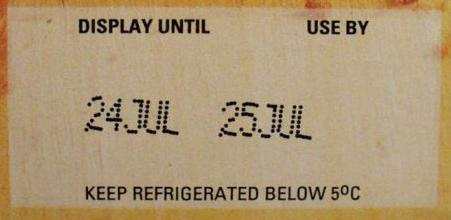 DISPLAY UNTIL USE BY
24JUL 25JUL
KEEP REFRIGERATED BELOW 5ºC